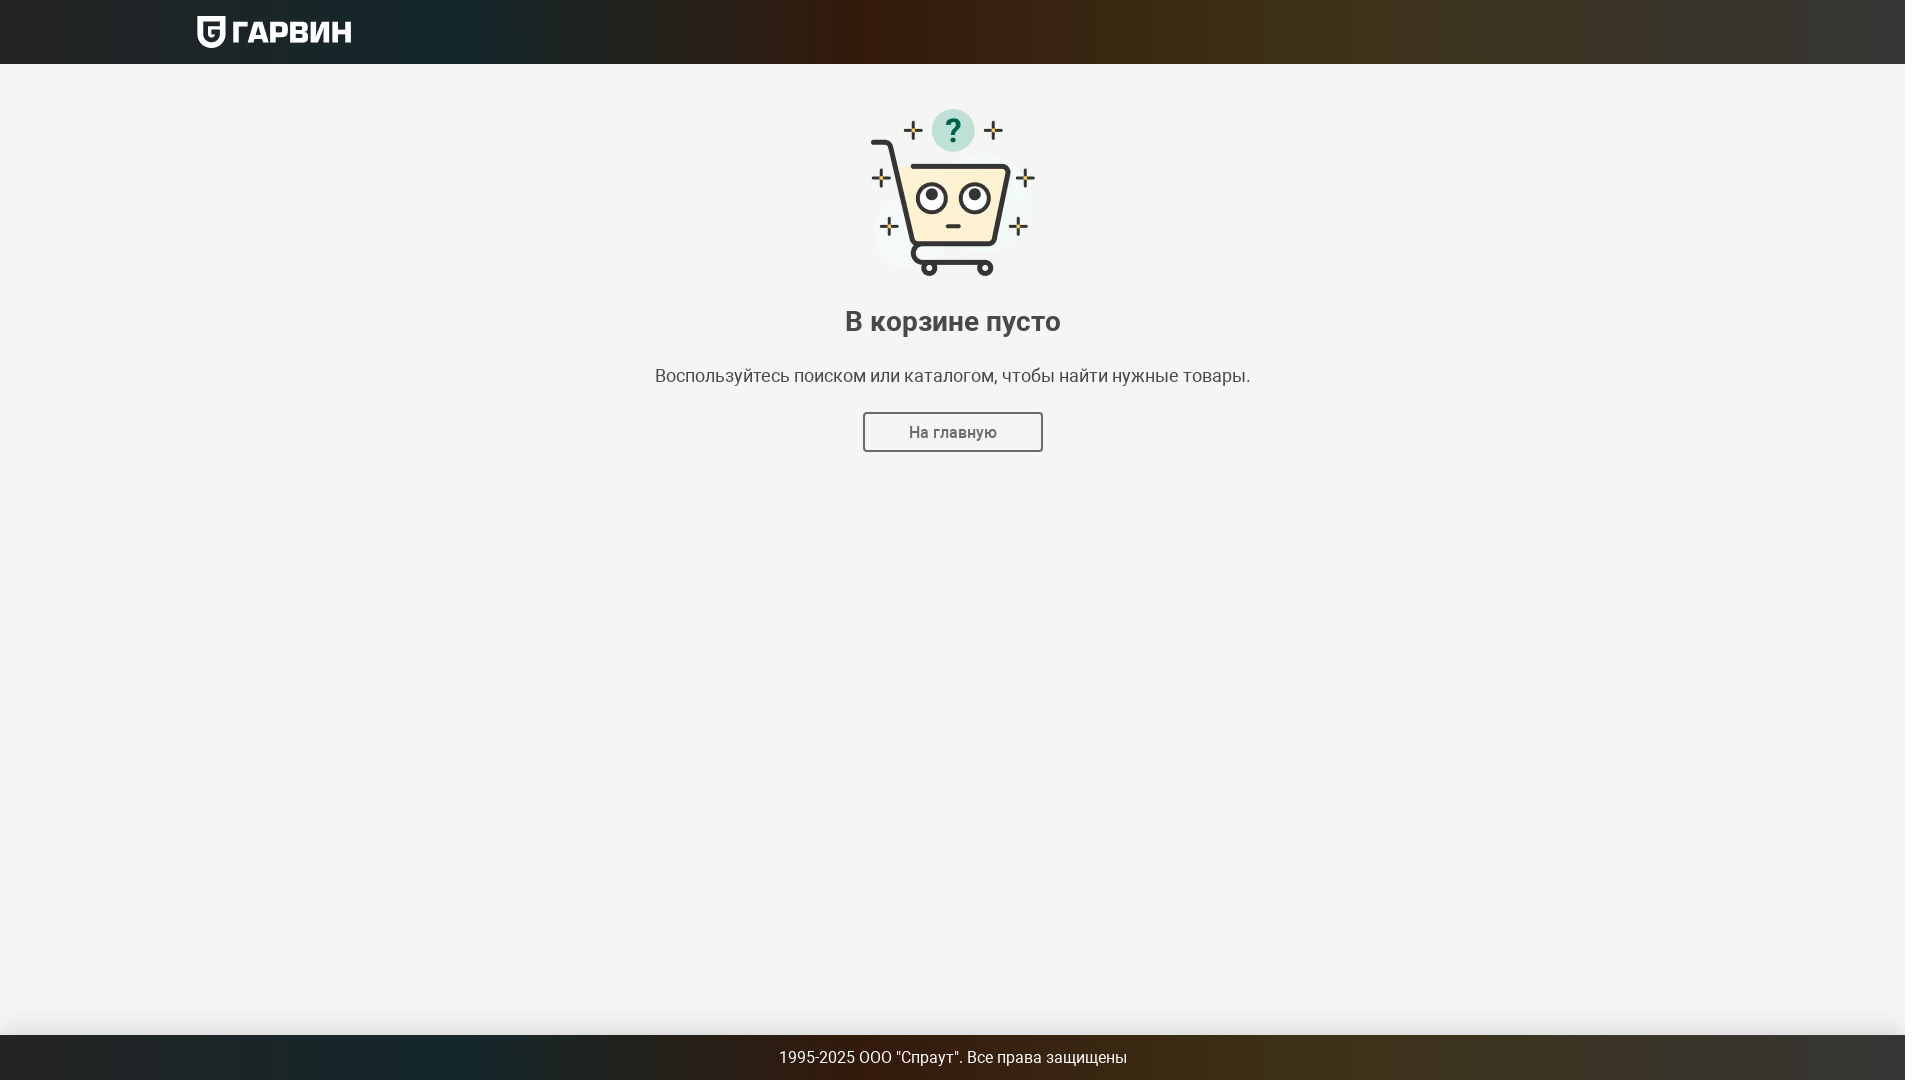 ГАРВИН
?
В корзине пусто
Воспользуйтесь поиском или каталогом, чтобы найти нужные товары.
На главную
1995-2025 ООО "Спраут". Все права защищены